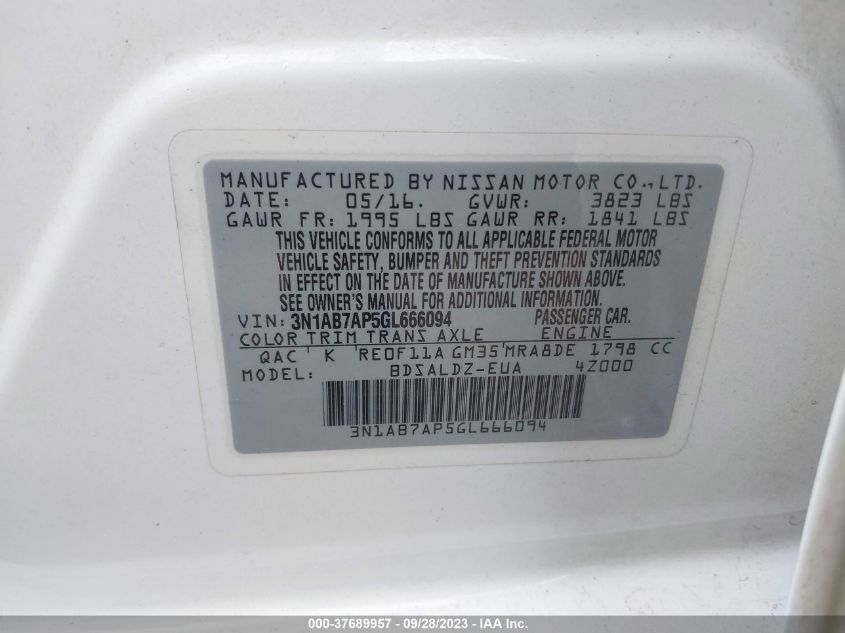 MANUFACTURED BY NISSAN MOTOR CO.,LTD.
DATE: 05/16. GVWR: 3823 LBS
GAWR FR: 1995 LBS GAWR RR: 1841 LBS
THIS VEHICLE CONFORMS TO ALL APPLICABLE FEDERAL MOTOR
VEHICLE SAFETY, BUMPER AND THEFT PREVENTION STANDARDS
IN EFFECT ON THE DATE OF MANUFACTURE SHOWN ABOVE.
SEE OWNER'S MANUAL FOR ADDITIONAL INFORMATION.
VIN: 3N1AB7AP5GL666094 PASSENGER CAR.
COLOR TRIM TRANS AXLE ENGINE
QAC K RE0F11A GM35 MRA8DE 1798 CC
MODEL: BDSALDZ-EUA 4Z000
3N1AB7AP5GL666094
000-37689957 - 09/28/2023 - IAA Inc.